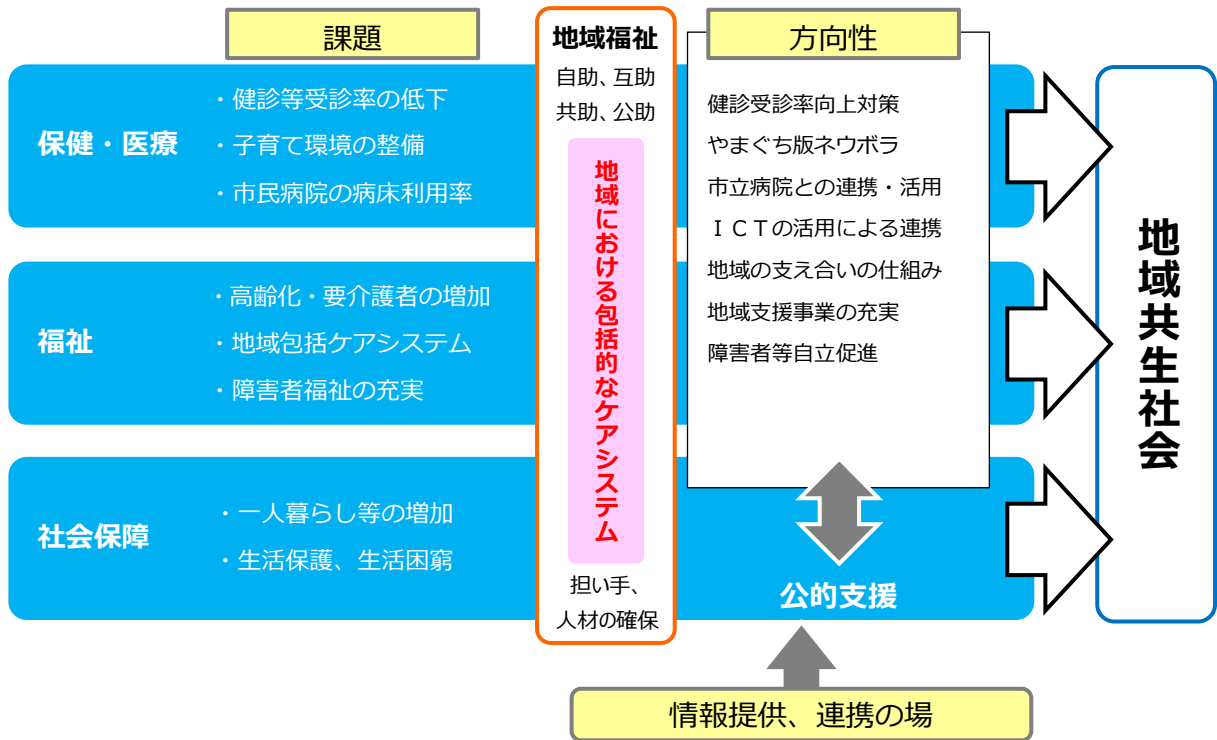 課題
保健・医療
・健診等受診率の低下
・子育て環境の整備
・市民病院の病床利用率
福祉
・高齢化・要介護者の増加
・地域包括ケアシステム
・障害者福祉の充実
社会保障
・一人暮らし等の増加
・生活保護、生活困窮
地域福祉
自助、互助
共助、公助
地域における包括的なケアシステム
担い手、
人材の確保
方向性
健診受診率向上対策
やまぐち版ネウボラ
市立病院との連携・活用
ＩＣＴの活用による連携
地域の支え合いの仕組み
地域支援事業の充実
障害者等自立促進
公的支援
情報提供、連携の場
地域共生社会